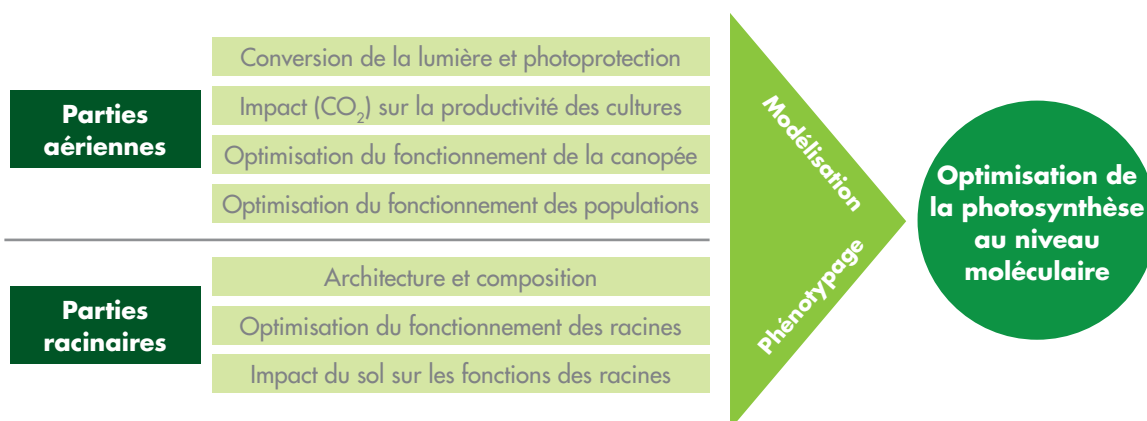 Parties
aériennes
Conversion de la lumière et photoprotection
Impact (CO₂) sur la productivité des cultures
Optimisation du fonctionnement de la canopée
Optimisation du fonctionnement des populations
Parties
racinaires
Architecture et composition
Optimisation du fonctionnement des racines
Impact du sol sur les fonctions des racines
Modélisation
Phénotypage
Optimisation de
la photosynthèse
au niveau
moléculaire